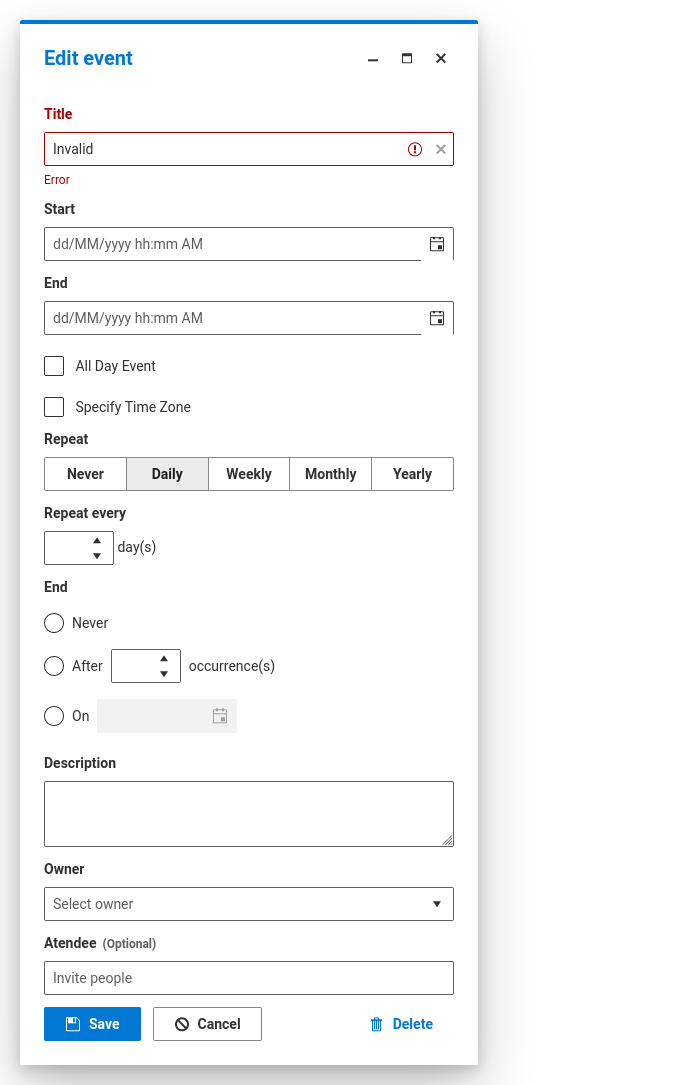 Edit event
Title
Invalid
Error
Start
dd/MM/yyyy hh:mm AM
End
dd/MM/yyyy hh:mm AM
All Day Event
Specify Time Zone
Repeat
Never Daily Weekly Monthly Yearly
Repeat every
day(s)
End
Never
After occurrence(s)
On
Description
Owner
Select owner
Atendee (Optional)
Invite people
Save Cancel Delete